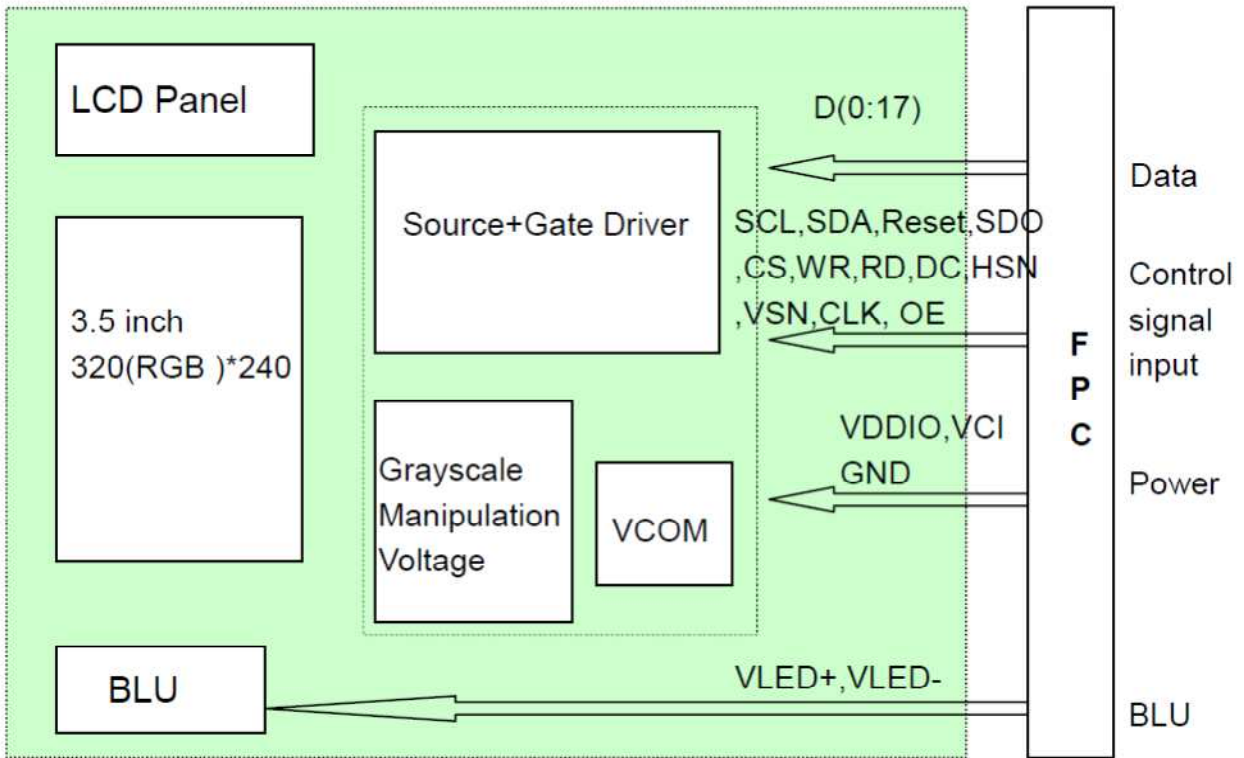 LCD Panel
3.5 inch
320(RGB )*240
BLU
Source+Gate Driver
Grayscale
Manipulation
Voltage
VCOM
D(0:17)
SCL,SDA,Reset,SDO
,CS,WR,RD,DC,HSN
,VSN,CLK, OE
VDDIO,VCI
GND
VLED+,VLED-
F
P
C
Data
Control
signal
input
Power
BLU